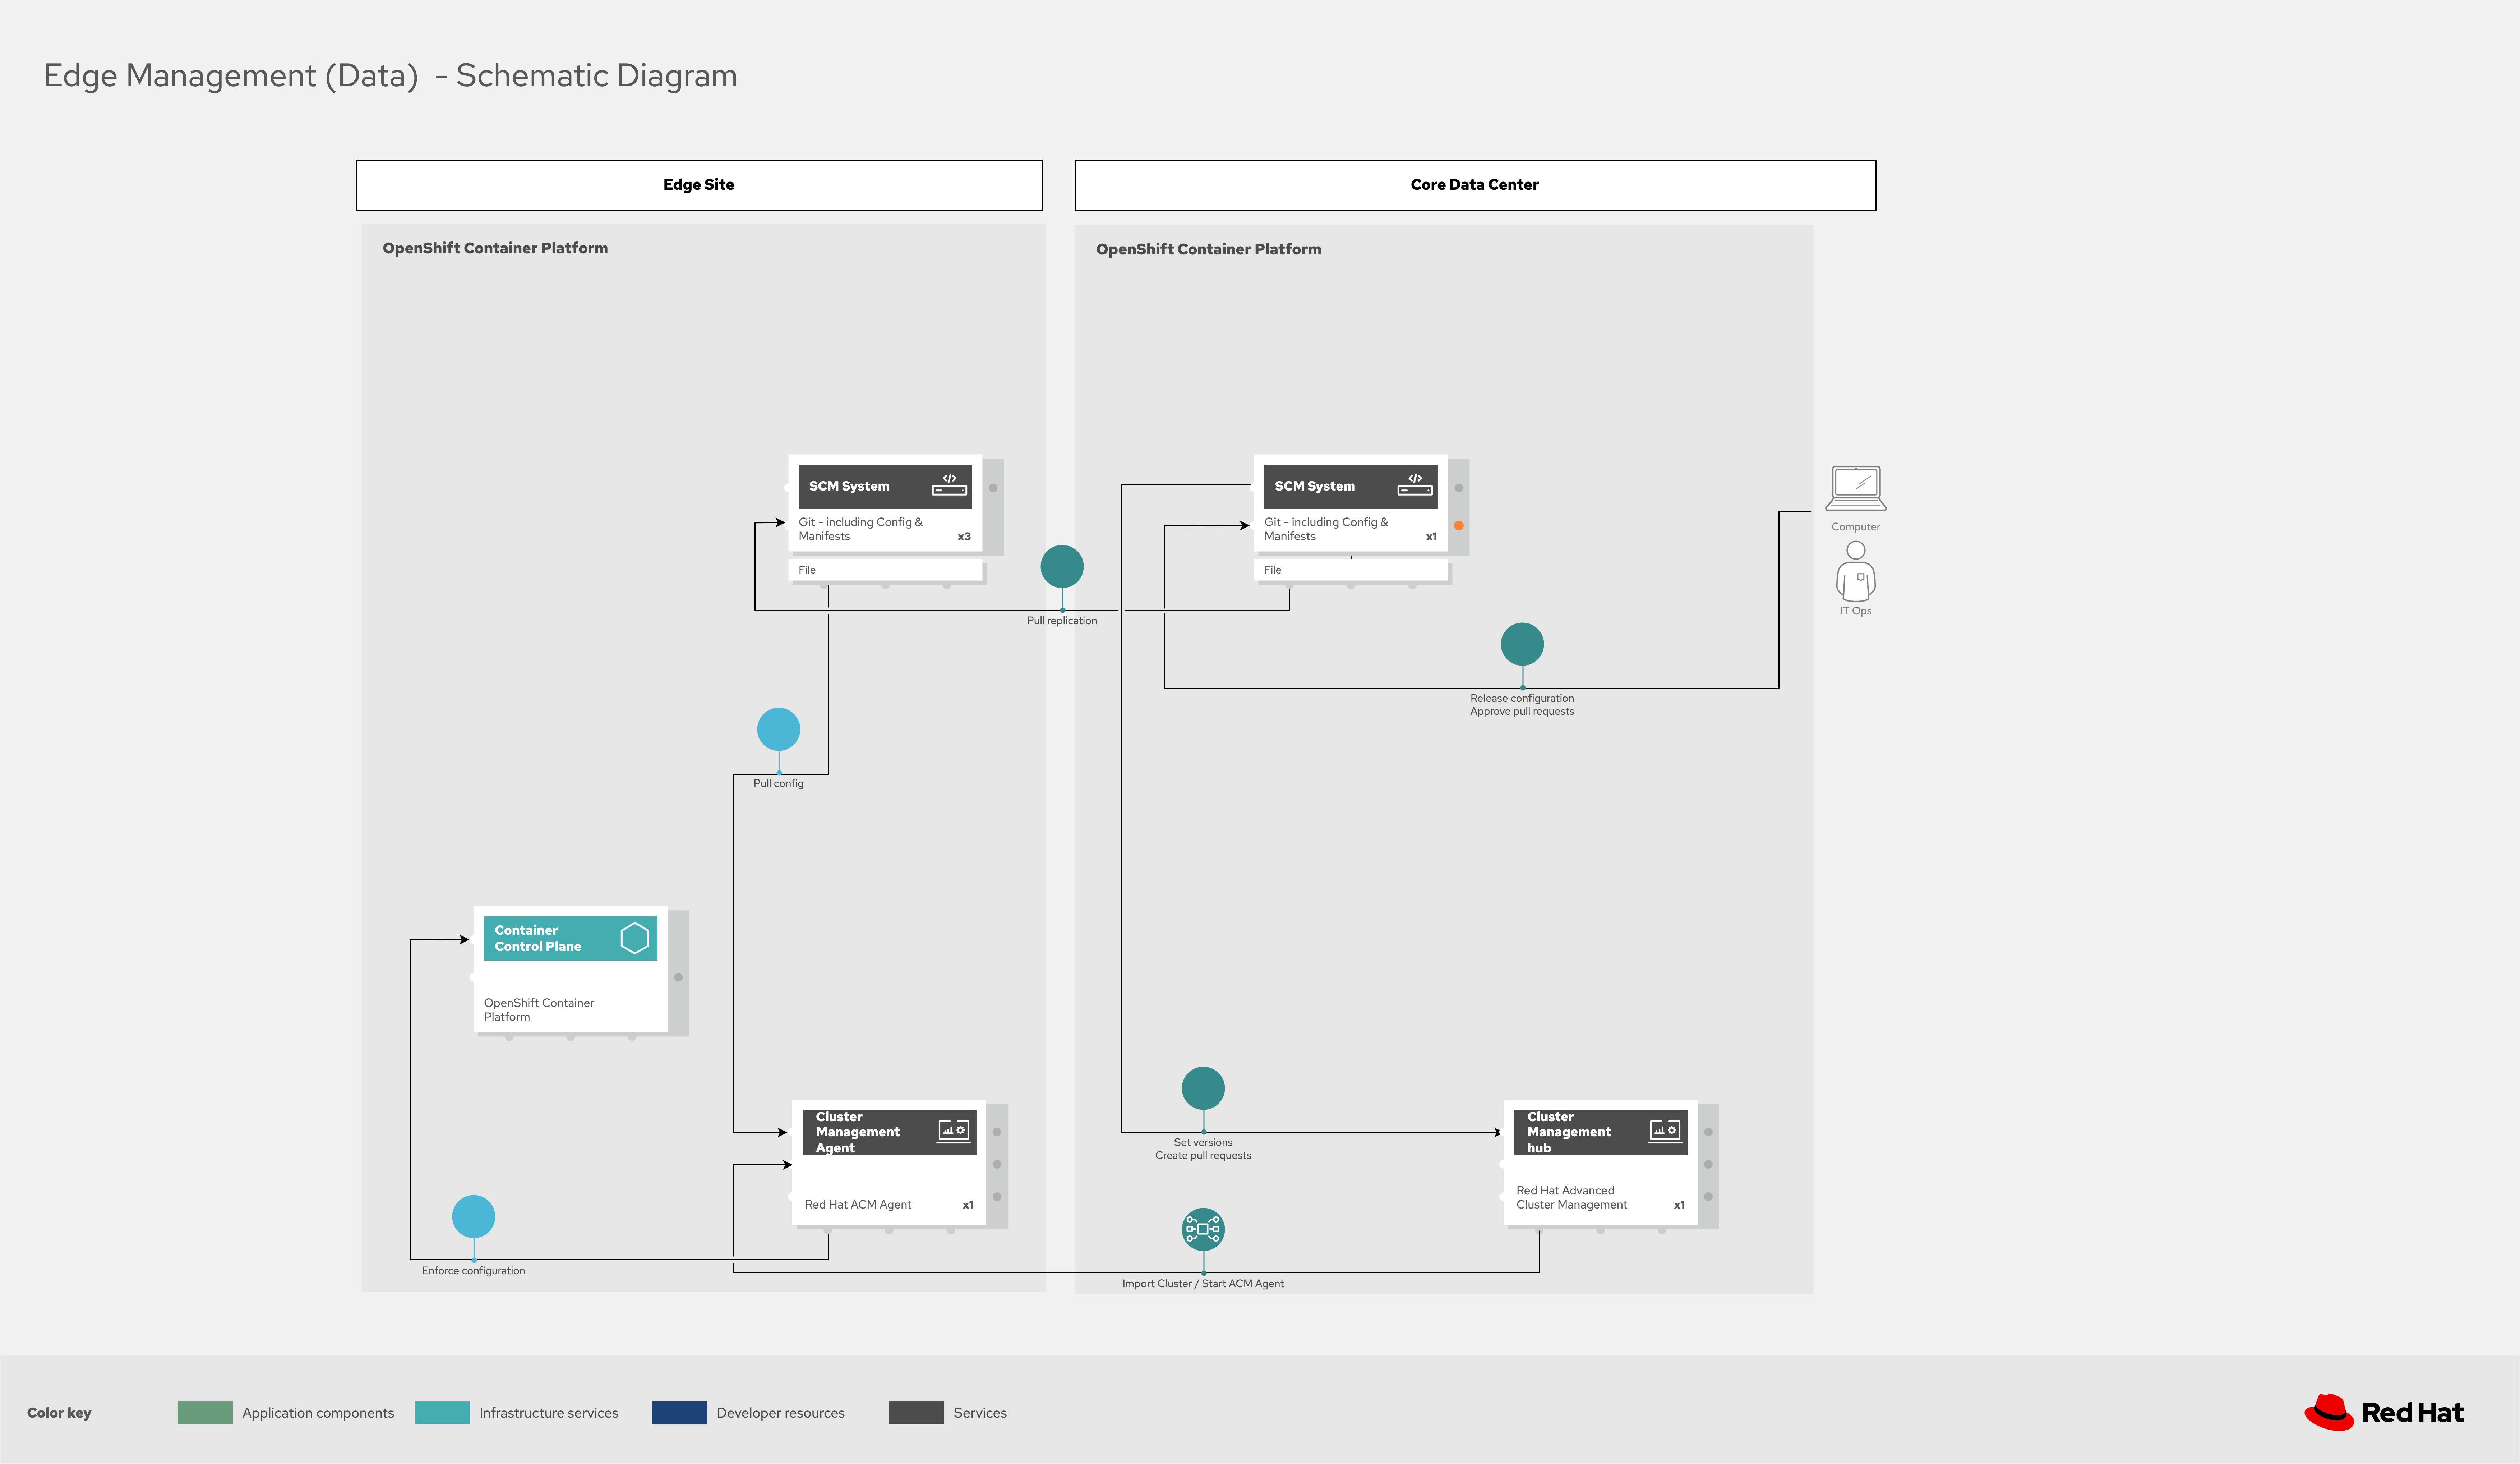 Edge Management (Data)  - Schematic Diagram
Edge Site
Core Data Center
OpenShift Container Platform
OpenShift Container Platform
SCM System
Git - including Config &
Manifests
x3
File
SCM System
Git - including Config &
Manifests
x1
File
Computer
IT Ops
Pull replication
Release configuration
Approve pull requests
Pull config
Container
Control Plane
OpenShift Container
Platform
Cluster
Management
Agent
Red Hat ACM Agent
x1
Set versions
Create pull requests
Cluster
Management
hub
Red Hat Advanced
Cluster Management
x1
Enforce configuration
Import Cluster / Start ACM Agent
Color key
Application components
Infrastructure services
Developer resources
Services
Red Hat